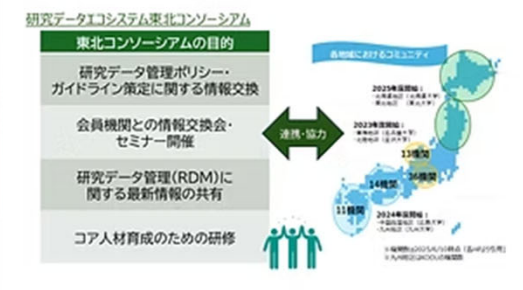 研究データエコシステム東北コンソーシアム
東北コンソーシアムの目的
研究データ管理ポリシー・
ガイドライン策定に関する情報交換
会員機関との情報交換会・
セミナー開催
研究データ管理(RDM)に
関する最新情報の共有
コア人材育成のための研修
連携・協力
各地域におけるコミュニティ
2025年度開始：
2023年度開始：
13機関
36機関
14機関
11機関
2024年度開始：